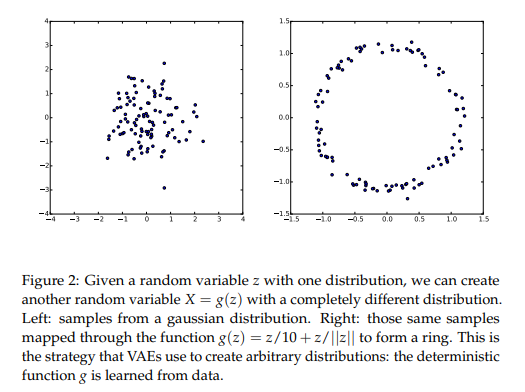 4
3
2
1
0
−1
−2
−3
−4
−4 −3 −2 −1 0 1 2 3 4
1.5
1.0
0.5
0.0
−0.5
−1.0
−1.5
−1.5 −1.0 −0.5 0.0 0.5 1.0 1.5
Figure 2: Given a random variable z with one distribution, we can create
another random variable X = g(z) with a completely different distribution.
Left: samples from a gaussian distribution. Right: those same samples
mapped through the function g(z) = z/10 + z/||z|| to form a ring. This is
the strategy that VAEs use to create arbitrary distributions: the deterministic
function g is learned from data.